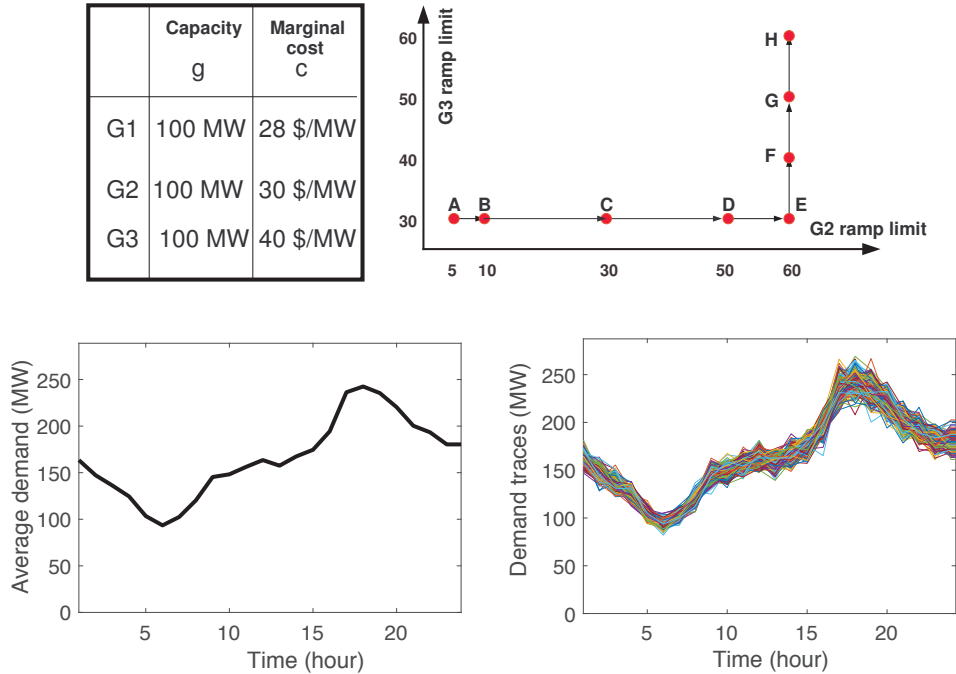 Capacity
g
Marginal
cost
c
G1 100 MW 28 $/MW
G2 100 MW 30 $/MW
G3 100 MW 40 $/MW
G3 ramp limit
60
50
40
30
H
G
F
A B C D E
G2 ramp limit
5 10 30 50 60
Average demand (MW)
250
200
150
100
50
0
5 10 15 20
Time (hour)
Demand traces (MW)
250
200
150
100
50
0
5 10 15 20
Time (hour)